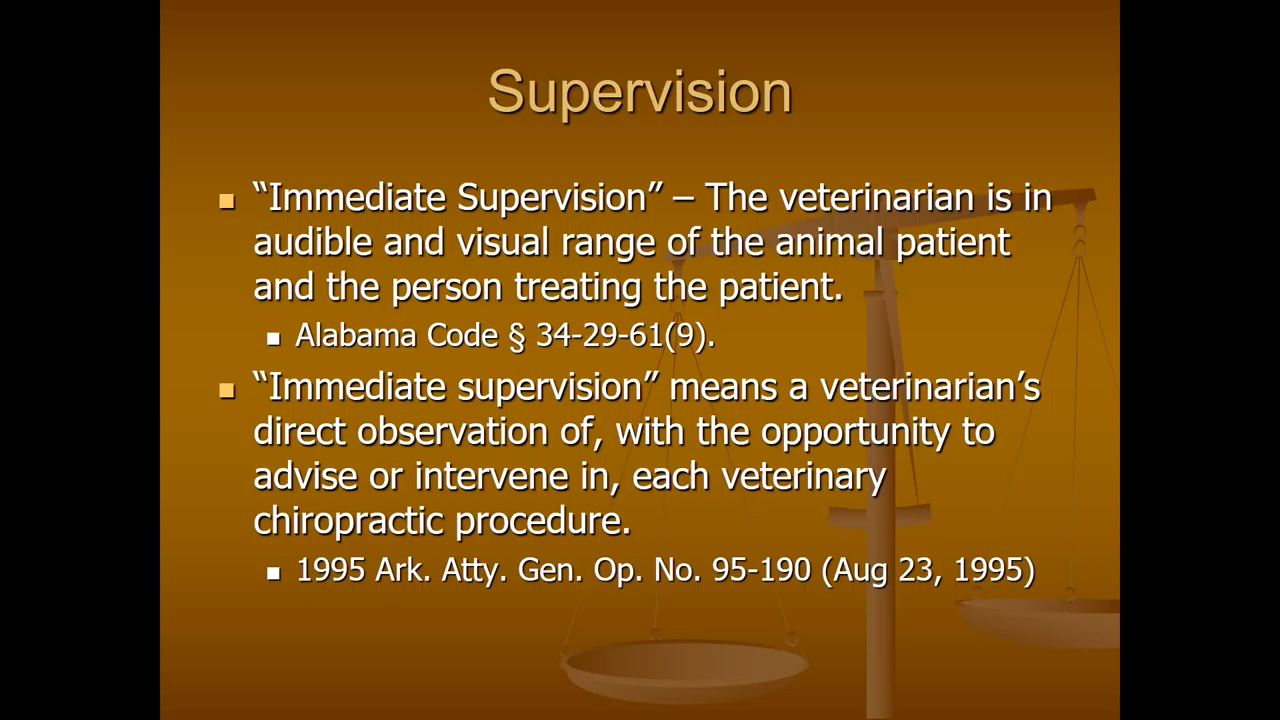 Supervision
“Immediate Supervision” – The veterinarian is in
audible and visual range of the animal patient
and the person treating the patient.
Alabama Code § 34-29-61(9).
“Immediate supervision” means a veterinarian’s
direct observation of, with the opportunity to
advise or intervene in, each veterinary
chiropractic procedure.
1995 Ark. Atty. Gen. Op. No. 95-190 (Aug 23, 1995)